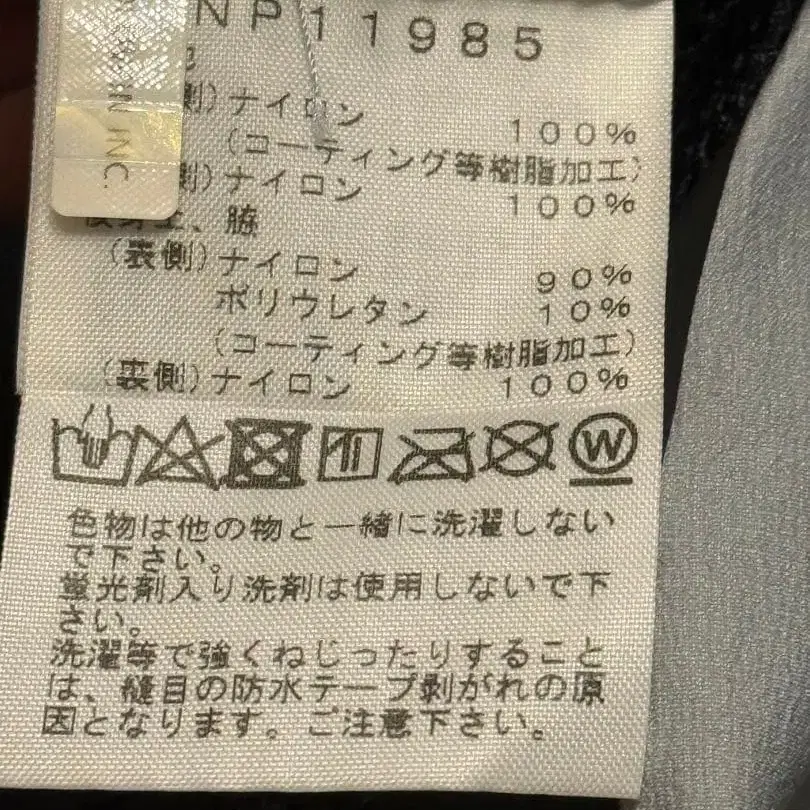 NP11985
IN INC.
側)ナイロン 100%
(コーティング等樹脂加工)
側)ナイロン 100%
、脇
(表側)ナイロン 90%
ポリウレタン 10%
(コーティング等樹脂加工)
(裏側)ナイロン 100%
W
色物は他の物と一緒に洗濯しない
で下さい。
蛍光剤入り洗剤は使用しないで下
さい。
洗濯等で強くねじったりすること
は、縫目の防水テープ剥がれの原
因となります。ご注意下さい。